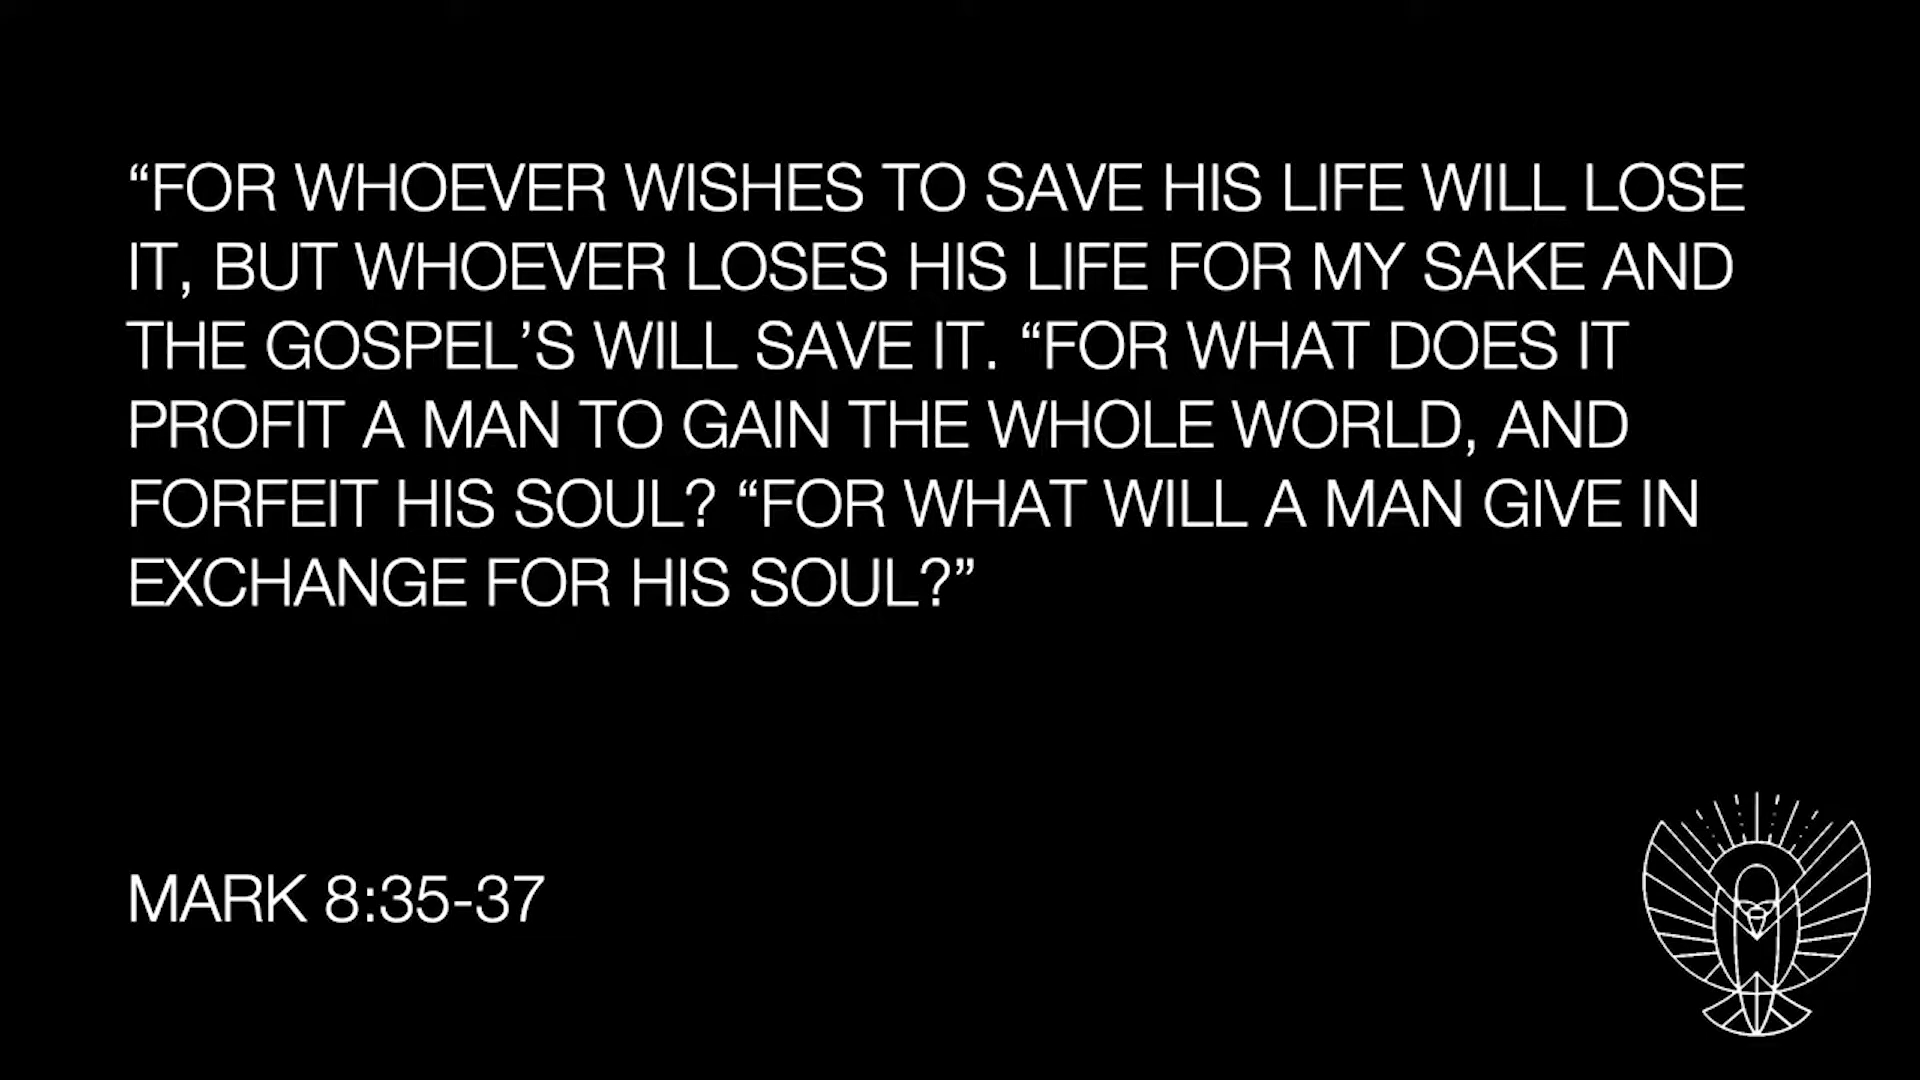 “FOR WHOEVER WISHES TO SAVE HIS LIFE WILL LOSE
IT, BUT WHOEVER LOSES HIS LIFE FOR MY SAKE AND
THE GOSPEL’S WILL SAVE IT. “FOR WHAT DOES IT
PROFIT A MAN TO GAIN THE WHOLE WORLD, AND
FORFEIT HIS SOUL? “FOR WHAT WILL A MAN GIVE IN
EXCHANGE FOR HIS SOUL?”
MARK 8:35-37